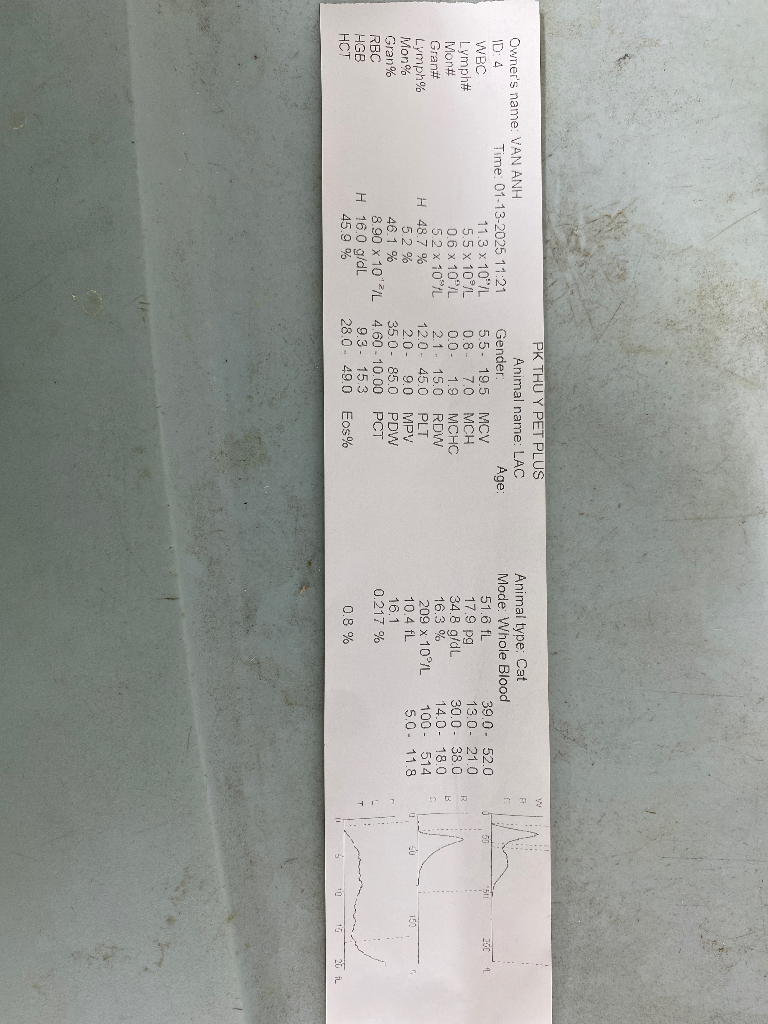 PK THU Y PET PLUS
Owner's name: VAN ANH Animal name: LAC Animal type: Cat
ID: 4 Time: 01-13-2025 11:21 Gender: Age: Mode: Whole Blood
WBC 11.3 x 10⁹/L 5.5 - 19.5 MCV 51.6 fL 39.0 - 52.0
Lymph# 5.5 x 10⁹/L 0.8 - 7.0 MCH 17.9 pg 13.0 - 21.0
Mon# 0.6 x 10⁹/L 0.0 - 1.9 MCHC 34.8 g/dL 30.0 - 38.0
Gran# 5.2 x 10⁹/L 2.1 - 15.0 RDW 16.3 % 14.0 - 18.0
Lymph% H 48.7 % 12.0 - 45.0 PLT 209 x 10⁹/L 100 - 514
Mon% 5.2 % 2.0 - 9.0 MPV 10.4 fL 5.0 - 11.8
Gran% 46.1 % 35.0 - 85.0 PDW 16.1
RBC 8.90 x 10¹²/L 4.60 - 10.00 PCT 0.217 %
HGB H 16.0 g/dL 9.3 - 15.3
HCT 45.9 % 28.0 - 49.0 Eos% 0.8 %
W
B
C
0 50 150 200 fL
R
B
C
0 50 150
P
L
T
0 5 10 15 20 fL